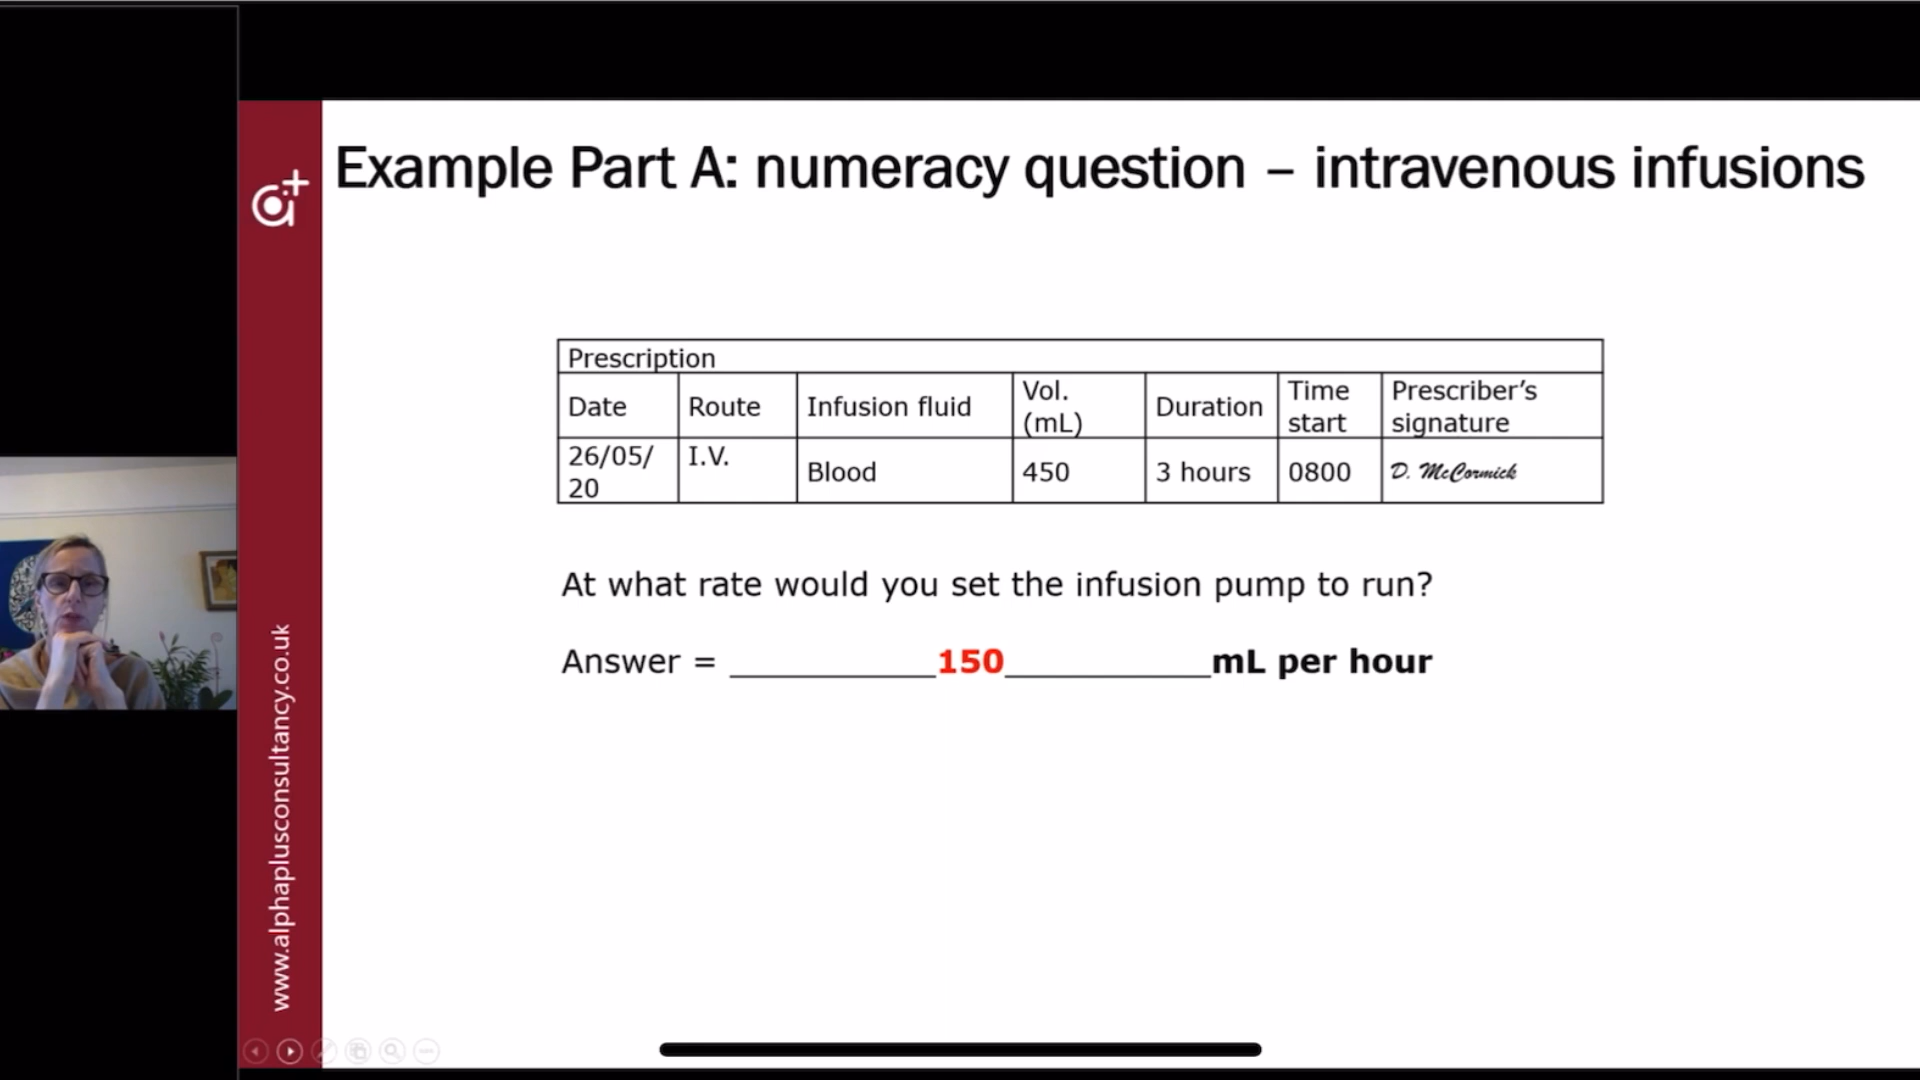 Example Part A: numeracy question – intravenous infusions
Prescription
Date Route Infusion fluid Vol. (mL) Duration Time start Prescriber's signature
26/05/20 I.V. Blood 450 3 hours 0800 D. McCormick
At what rate would you set the infusion pump to run?
Answer = ____________150____________mL per hour
www.alphaplusconsultancy.co.uk